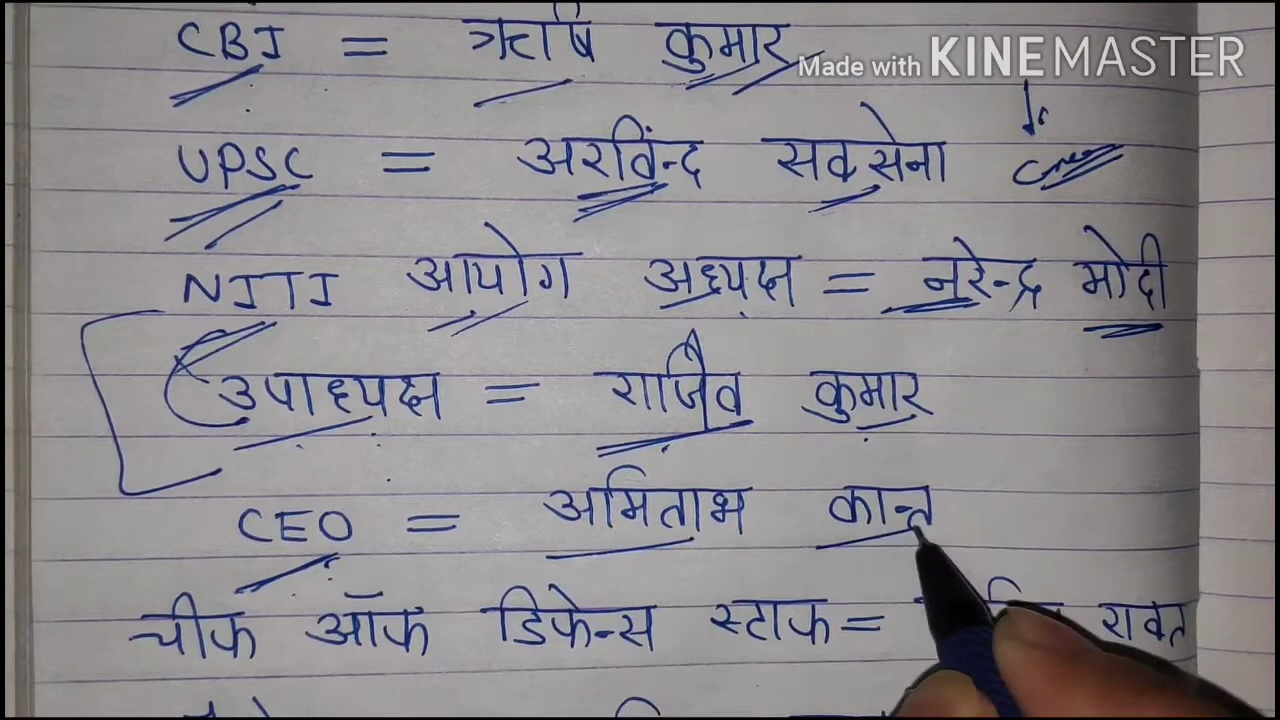 CBI = ऋषि कुमार
Made with KINEMASTER
UPSC = अरविंन्द सक्सेना
NITI आयोग अध्यक्ष = नरेन्द्र मोदी
उपाध्यक्ष = राजीव कुमार
CEO = अमिताभ कान्त
चीफ ऑफ डिफेन्स स्टाफ = रावत